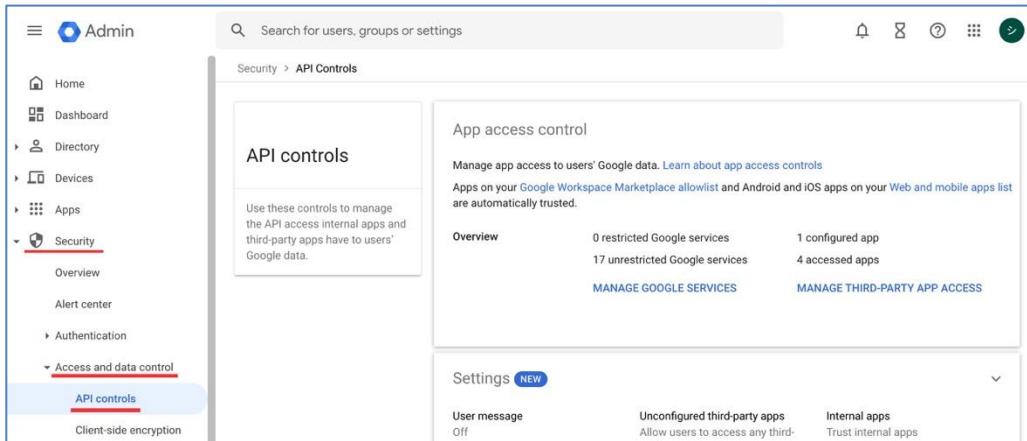 Admin
Search for users, groups or settings
シ
Home
Dashboard
Directory
Devices
Apps
Security
Overview
Alert center
Authentication
Access and data control
API controls
Client-side encryption
Security > API Controls
API controls
Use these controls to manage
the API access internal apps and
third-party apps have to users'
Google data.
App access control
Manage app access to users' Google data. Learn about app access controls
Apps on your Google Workspace Marketplace allowlist and Android and iOS apps on your Web and mobile apps list
are automatically trusted.
Overview
0 restricted Google services
1 configured app
17 unrestricted Google services
4 accessed apps
MANAGE GOOGLE SERVICES
MANAGE THIRD-PARTY APP ACCESS
Settings NEW
User message
Off
Unconfigured third-party apps
Allow users to access any third-
Internal apps
Trust internal apps